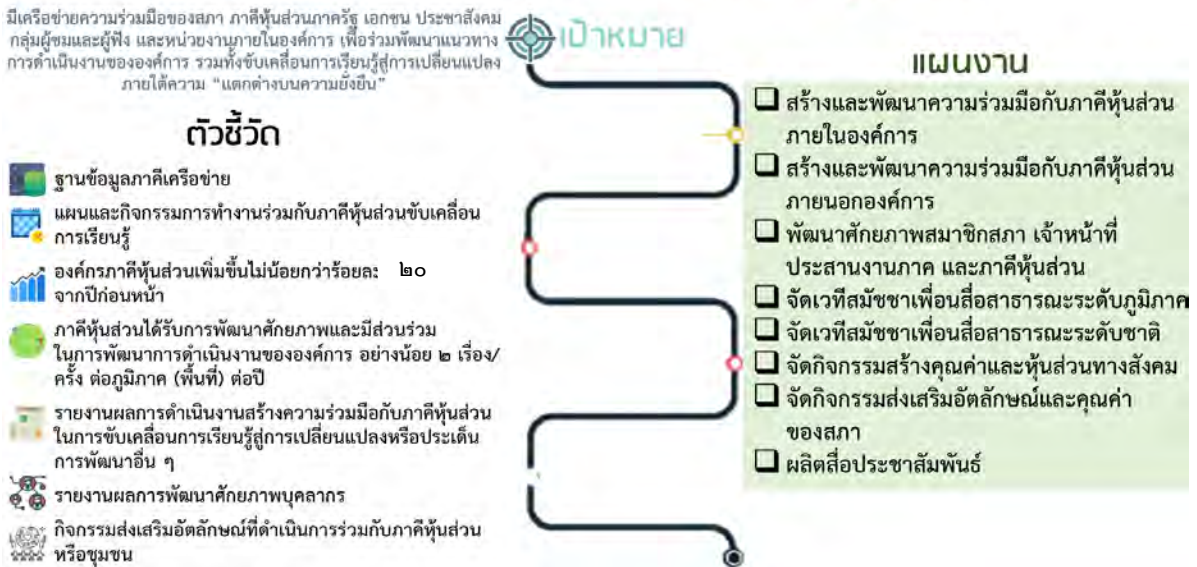 มีเครือข่ายความร่วมมือของสภา ภาคีหุ้นส่วนภาครัฐ เอกชน ประชาสังคม
กลุ่มผู้ชมและผู้ฟัง และหน่วยงานภายในองค์การ เพื่อร่วมพัฒนาแนวทาง
การดำเนินงานขององค์การ รวมทั้งขับเคลื่อนการเรียนรู้สู่การเปลี่ยนแปลง
ภายใต้ความ “แตกต่างบนความยั่งยืน”
เป้าหมาย
ตัวชี้วัด
ฐานข้อมูลภาคีเครือข่าย
แผนและกิจกรรมการทำงานร่วมกับภาคีหุ้นส่วนขับเคลื่อน
การเรียนรู้
องค์กรภาคีหุ้นส่วนเพิ่มขึ้นไม่น้อยกว่าร้อยละ ๒๐
จากปีก่อนหน้า
ภาคีหุ้นส่วนได้รับการพัฒนาศักยภาพและมีส่วนร่วม
ในการพัฒนาการดำเนินงานขององค์การ อย่างน้อย ๒ เรื่อง/
ครั้ง ต่อภูมิภาค (พื้นที่) ต่อปี
รายงานผลการดำเนินงานสร้างความร่วมมือกับภาคีหุ้นส่วน
ในการขับเคลื่อนการเรียนรู้สู่การเปลี่ยนแปลงหรือประเด็น
การพัฒนาอื่น ๆ
รายงานผลการพัฒนาศักยภาพบุคลากร
กิจกรรมส่งเสริมอัตลักษณ์ที่ดำเนินการร่วมกับภาคีหุ้นส่วน
หรือชุมชน
แผนงาน
❑ สร้างและพัฒนาความร่วมมือกับภาคีหุ้นส่วน
ภายในองค์การ
❑ สร้างและพัฒนาความร่วมมือกับภาคีหุ้นส่วน
ภายนอกองค์การ
❑ พัฒนาศักยภาพสมาชิกสภา เจ้าหน้าที่
ประสานงานภาค และภาคีหุ้นส่วน
❑ จัดเวทีสมัชชาเพื่อนสื่อสาธารณะระดับภูมิภาค
❑ จัดเวทีสมัชชาเพื่อนสื่อสาธารณะระดับชาติ
❑ จัดกิจกรรมสร้างคุณค่าและหุ้นส่วนทางสังคม
❑ จัดกิจกรรมส่งเสริมอัตลักษณ์และคุณค่า
ของสภา
❑ ผลิตสื่อประชาสัมพันธ์